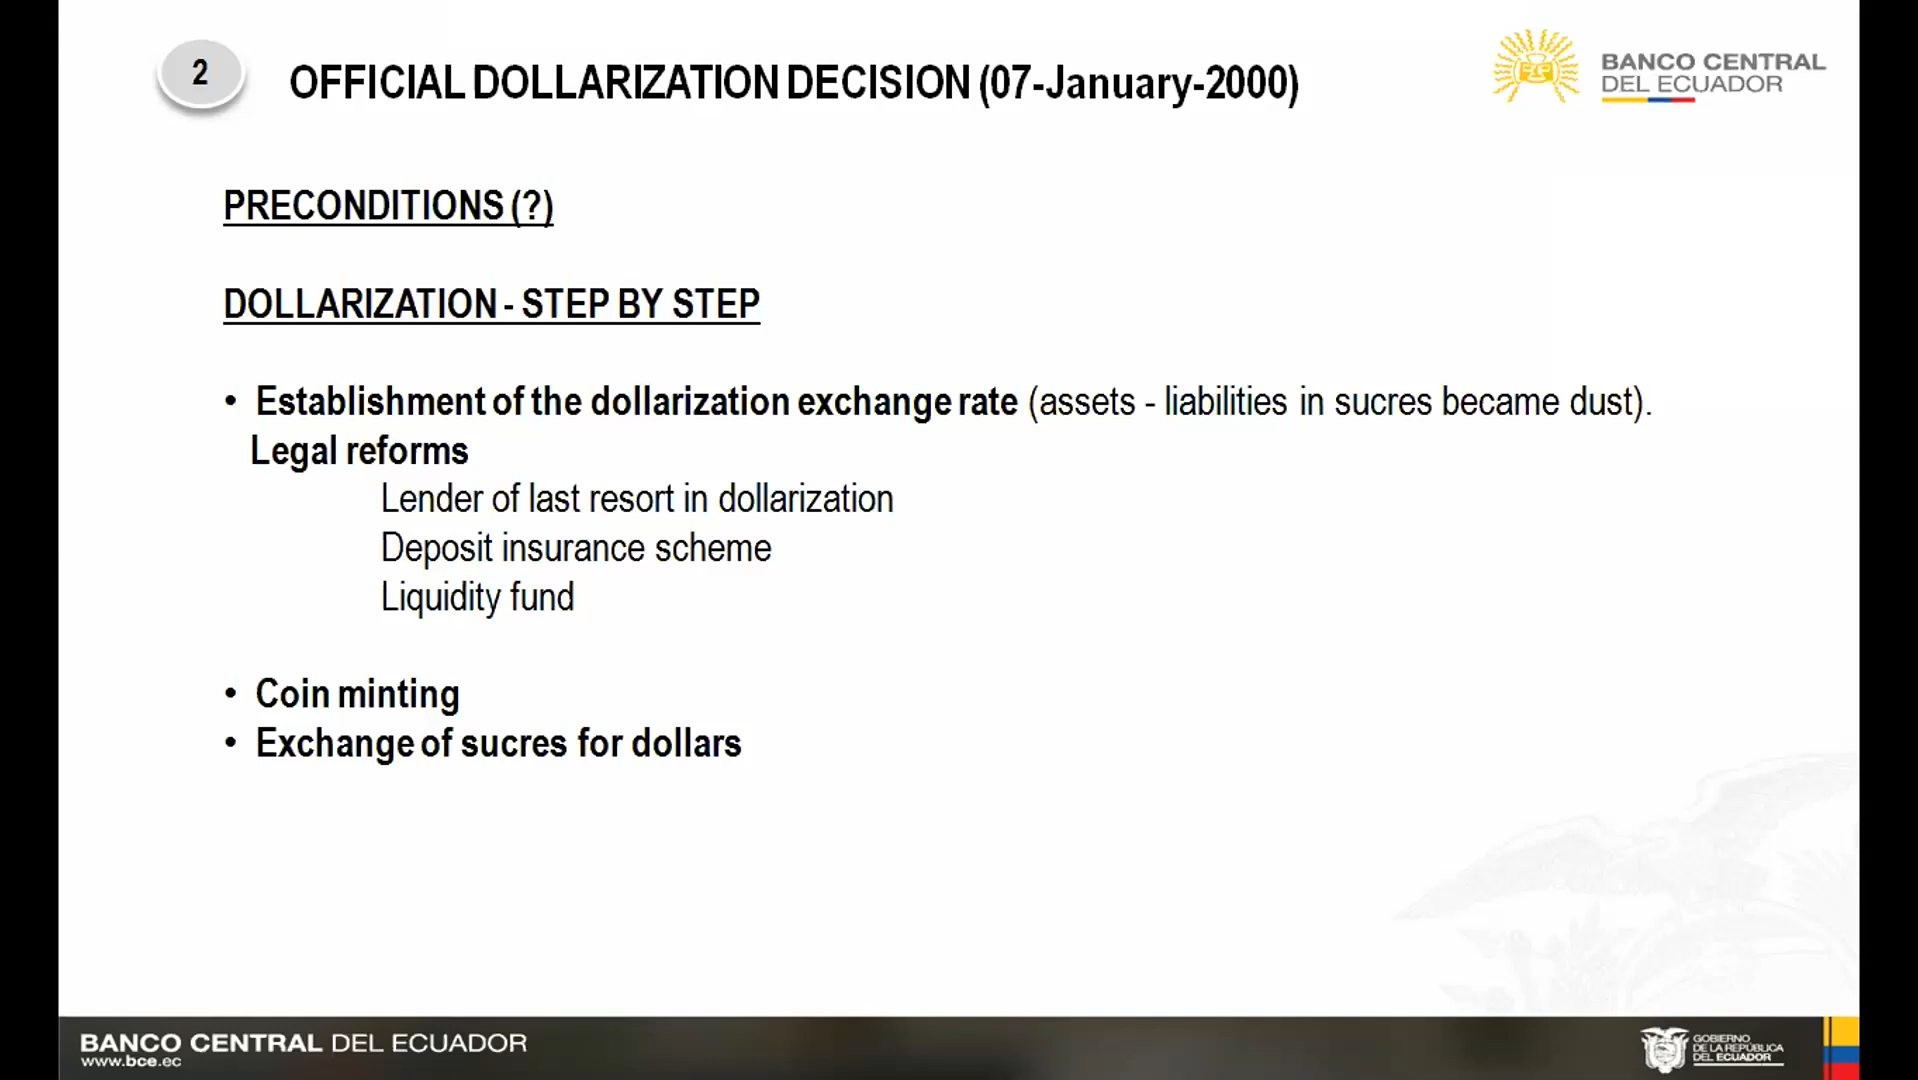 2
OFFICIAL DOLLARIZATION DECISION (07-January-2000)
BANCO CENTRAL
DEL ECUADOR
PRECONDITIONS (?)
DOLLARIZATION - STEP BY STEP
• Establishment of the dollarization exchange rate (assets - liabilities in sucres became dust).
Legal reforms
Lender of last resort in dollarization
Deposit insurance scheme
Liquidity fund
• Coin minting
• Exchange of sucres for dollars
BANCO CENTRAL DEL ECUADOR
www.bce.ec
GOBIERNO
DE LA REPÚBLICA
DEL ECUADOR